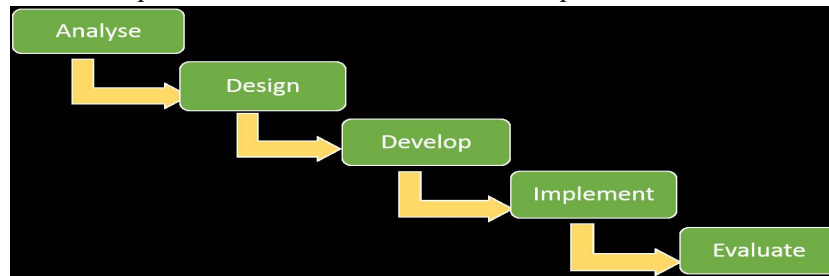 Analyse
Design
Develop
Implement
Evaluate